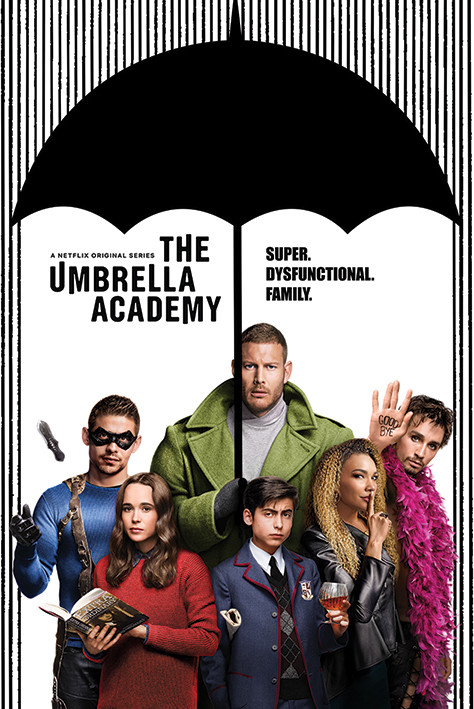 A NETFLIX ORIGINAL SERIES
THE
UMBRELLA
ACADEMY
SUPER.
DYSFUNCTIONAL.
FAMILY.
GOOD
BYE